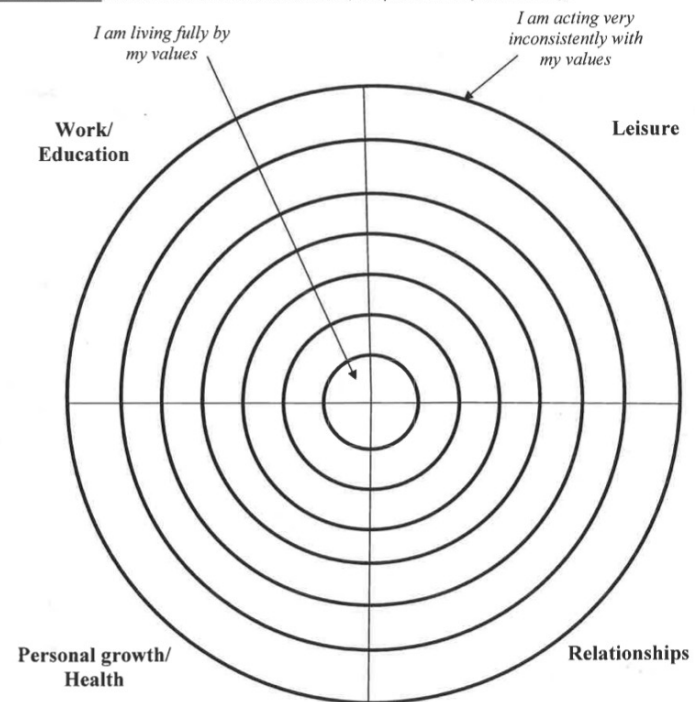 I am living fully by
my values
I am acting very
inconsistently with
my values
Work/
Education
Leisure
Personal growth/
Health
Relationships